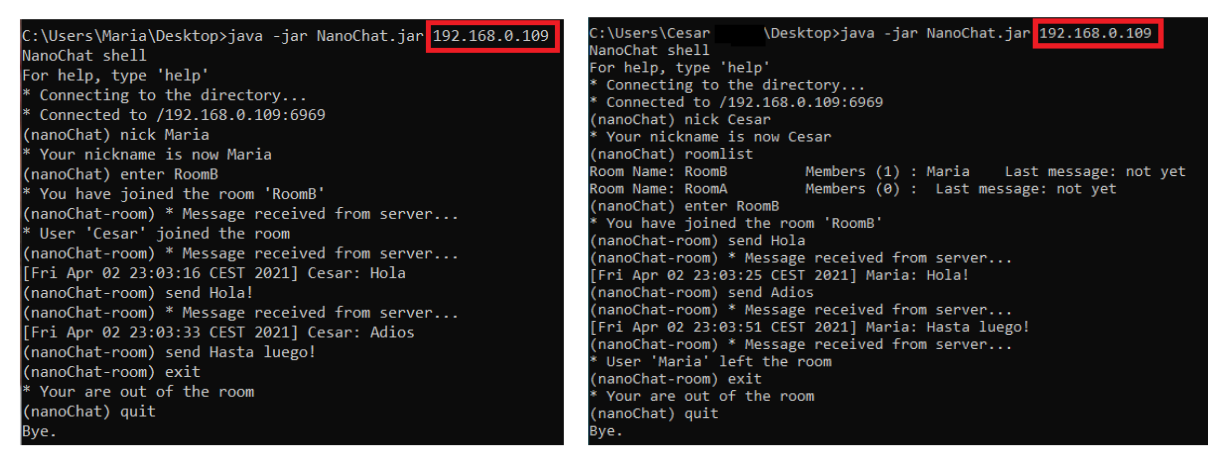 C:\Users\Maria\Desktop>java -jar NanoChat.jar 192.168.0.109
NanoChat shell
For help, type 'help'
* Connecting to the directory...
* Connected to /192.168.0.109:6969
(nanoChat) nick Maria
* Your nickname is now Maria
(nanoChat) enter RoomB
* You have joined the room 'RoomB'
(nanoChat-room) * Message received from server...
* User 'Cesar' joined the room
(nanoChat-room) * Message received from server...
[Fri Apr 02 23:03:16 CEST 2021] Cesar: Hola
(nanoChat-room) send Hola!
(nanoChat-room) * Message received from server...
[Fri Apr 02 23:03:33 CEST 2021] Cesar: Adios
(nanoChat-room) send Hasta luego!
(nanoChat-room) exit
* Your are out of the room
(nanoChat) quit
Bye.
C:\Users\Cesar \Desktop>java -jar NanoChat.jar 192.168.0.109
NanoChat shell
For help, type 'help'
* Connecting to the directory...
* Connected to /192.168.0.109:6969
(nanoChat) nick Cesar
* Your nickname is now Cesar
(nanoChat) roomlist
Room Name: RoomB Members (1) : Maria Last message: not yet
Room Name: RoomA Members (0) : Last message: not yet
(nanoChat) enter RoomB
* You have joined the room 'RoomB'
(nanoChat-room) send Hola
(nanoChat-room) * Message received from server...
[Fri Apr 02 23:03:25 CEST 2021] Maria: Hola!
(nanoChat-room) send Adios
(nanoChat-room) * Message received from server...
[Fri Apr 02 23:03:51 CEST 2021] Maria: Hasta luego!
(nanoChat-room) * Message received from server...
* User 'Maria' left the room
(nanoChat-room) exit
* Your are out of the room
(nanoChat) quit
Bye.